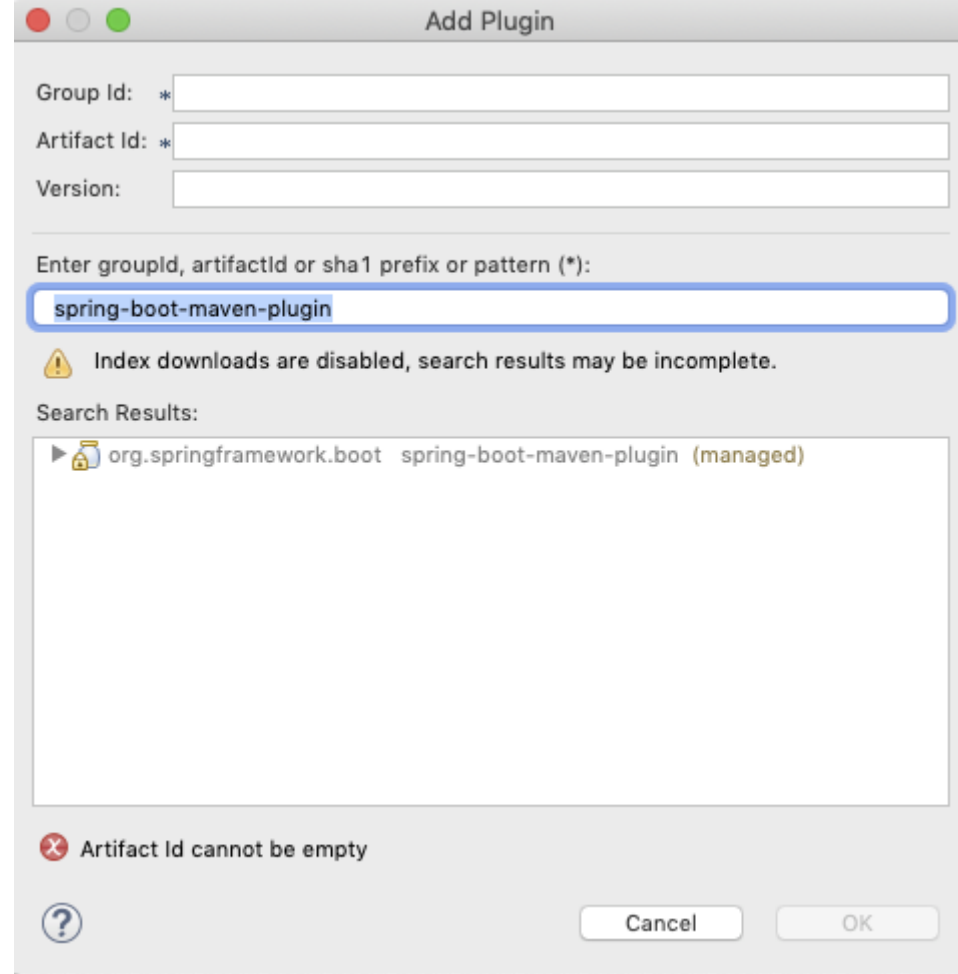 Add Plugin
Group Id: *
Artifact Id: *
Version:
Enter groupId, artifactId or sha1 prefix or pattern (*):
spring-boot-maven-plugin
Index downloads are disabled, search results may be incomplete.
Search Results:
org.springframework.boot spring-boot-maven-plugin (managed)
Artifact Id cannot be empty
? Cancel OK